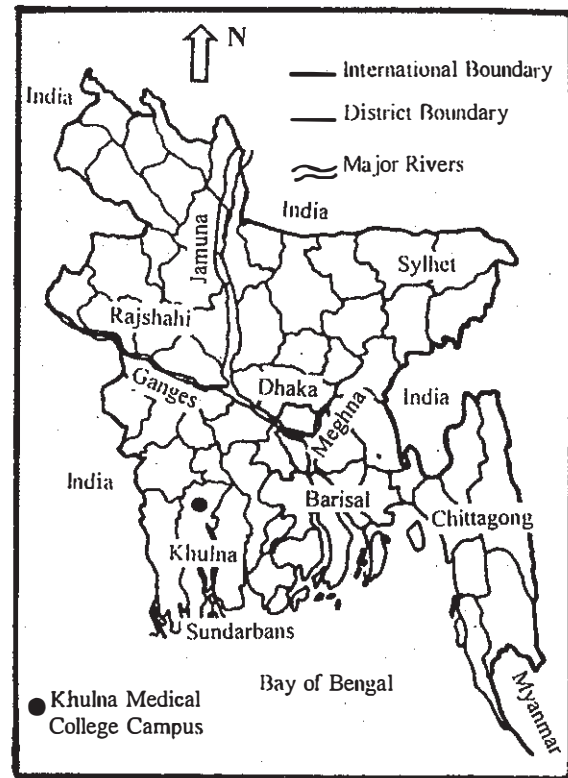 N
International Boundary
District Boundary
Major Rivers
India
India
Jamuna
Sylhet
Rajshahi
Ganges
Dhaka
Meghna
India
India
Barisal
Chittagong
Khulna
Sundarbans
Bay of Bengal
Myanmar
Khulna Medical
College Campus